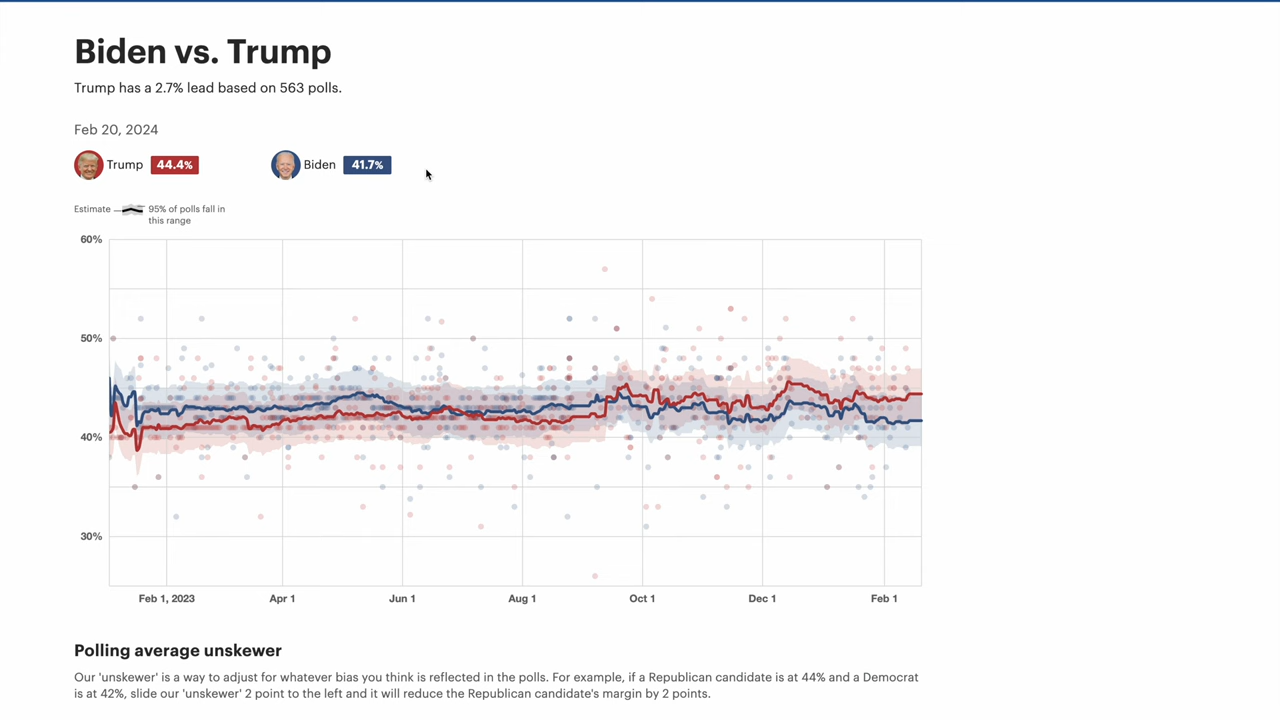 Biden vs. Trump
Trump has a 2.7% lead based on 563 polls.
Feb 20, 2024
Trump 44.4% Biden 41.7%
Estimate 95% of polls fall in
this range
60%
50%
40%
30%
Feb 1, 2023 Apr 1 Jun 1 Aug 1 Oct 1 Dec 1 Feb 1
Polling average unskewer
Our 'unskewer' is a way to adjust for whatever bias you think is reflected in the polls. For example, if a Republican candidate is at 44% and a Democrat
is at 42%, slide our 'unskewer' 2 point to the left and it will reduce the Republican candidate's margin by 2 points.